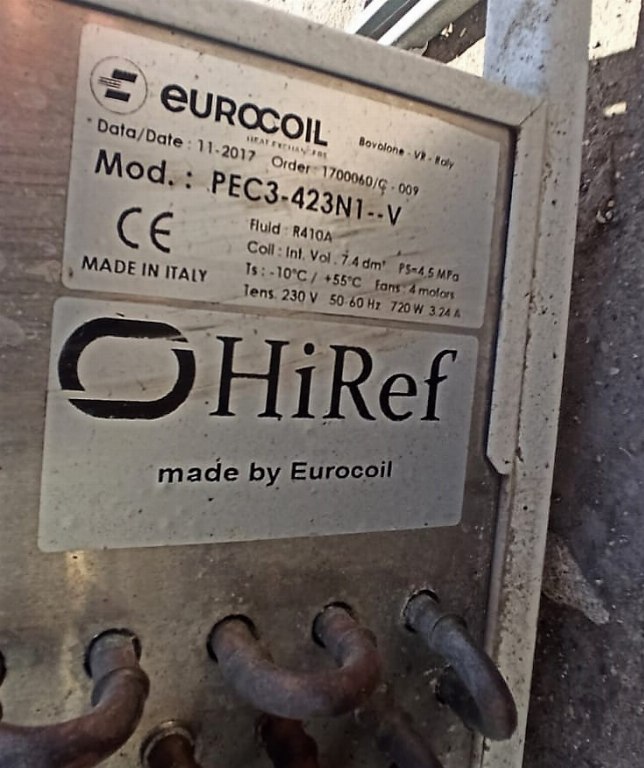 EUROCOIL
HEAT EXCHANGERS
Bovolone - VR - Italy
Data/Date : 11-2017 Order : 1700060/C - 009
Mod. : PEC3-423N1--V
CE
MADE IN ITALY
Fluid : R410A
Coil : Int. Vol. 7.4 dm³ PS=4,5 MPa
Ts : -10°C / +55°C Fans: 4 motors
Tens. 230 V 50-60 Hz 720 W 3.24 A
HiRef
made by Eurocoil